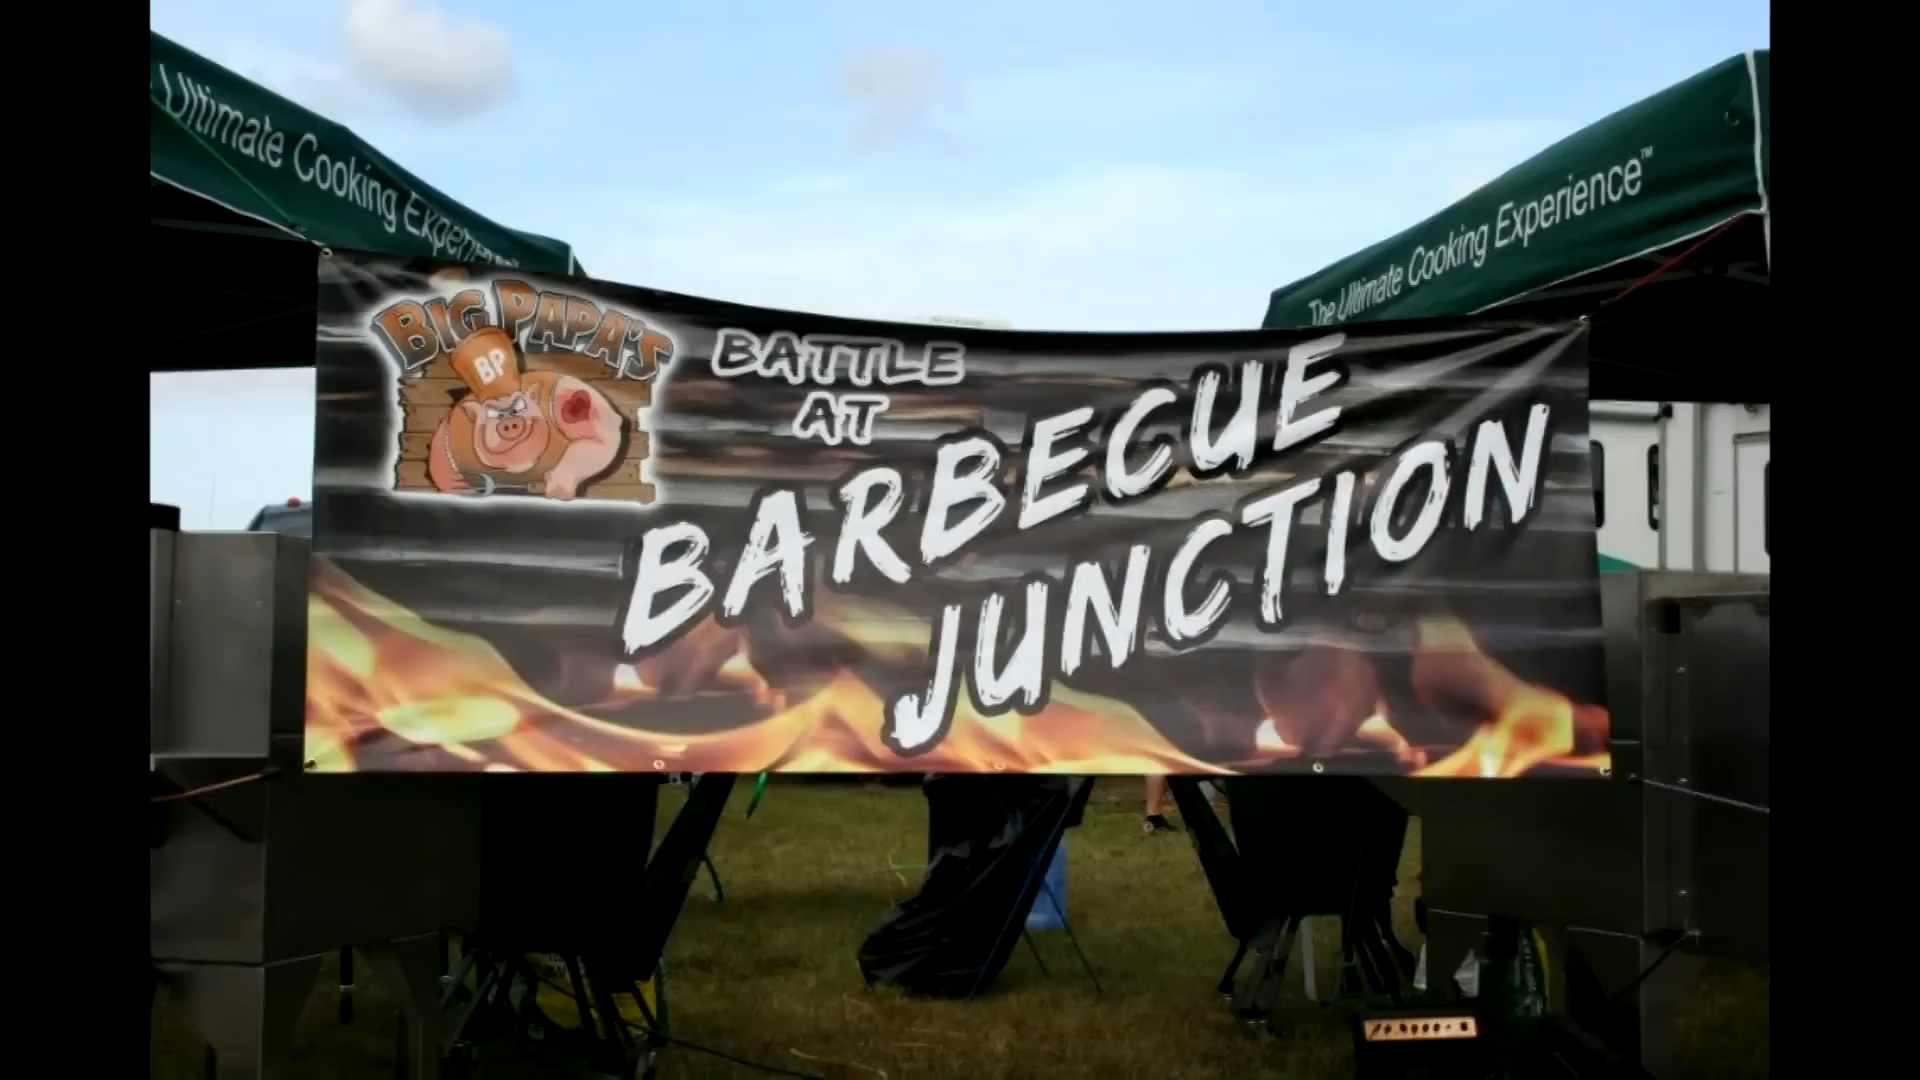 Ultimate Cooking Experience
The Ultimate Cooking Experience™
BIG PAPA'S
BP
BATTLE
AT
BARBECUE
JUNCTION